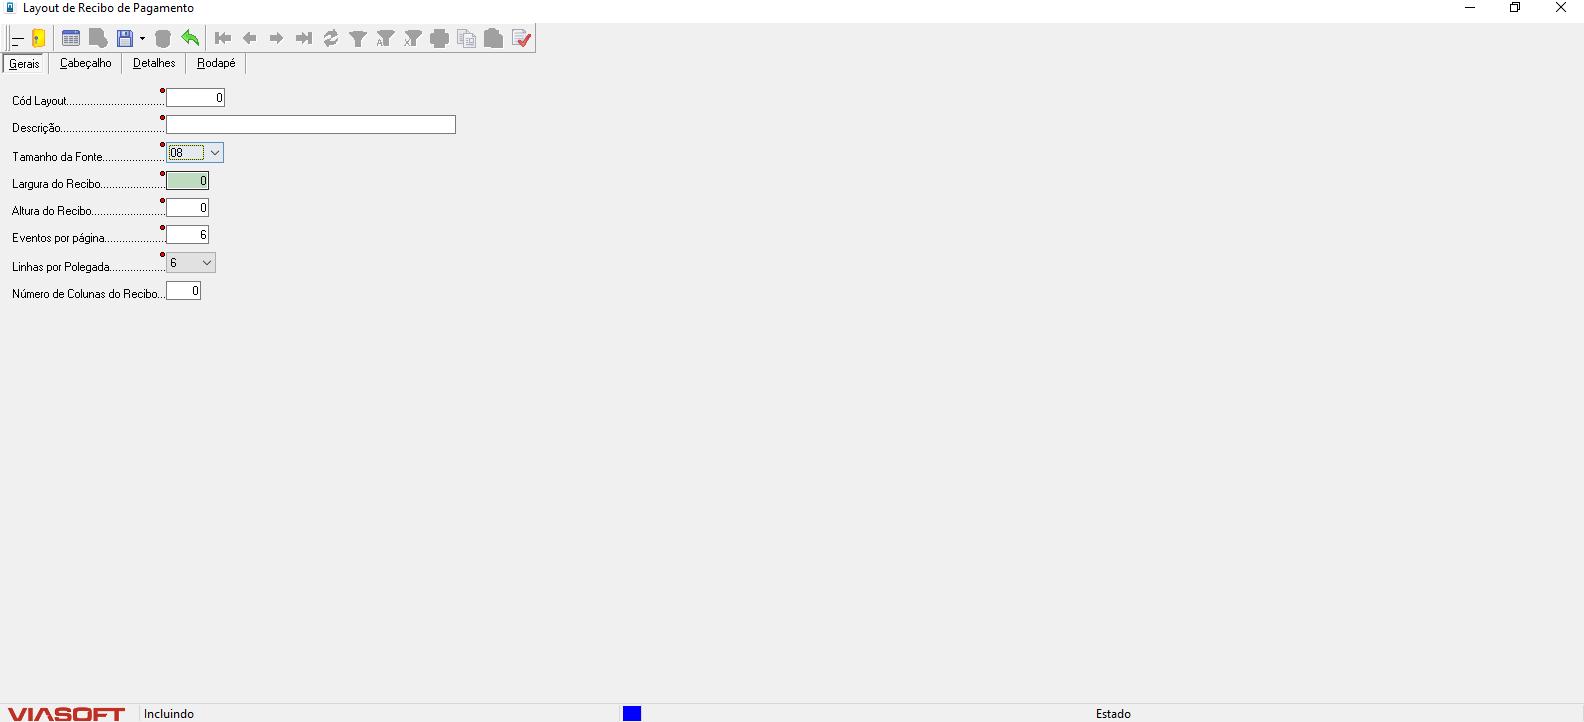 Layout de Recibo de Pagamento
Gerais Cabeçalho Detalhes Rodapé
Cód Layout................................ 0
Descrição..................................
Tamanho da Fonte.................... 08
Largura do Recibo..................... 0
Altura do Recibo........................ 0
Eventos por página.................... 6
Linhas por Polegada.................. 6
Número de Colunas do Recibo... 0
VIASOFT Incluindo Estado